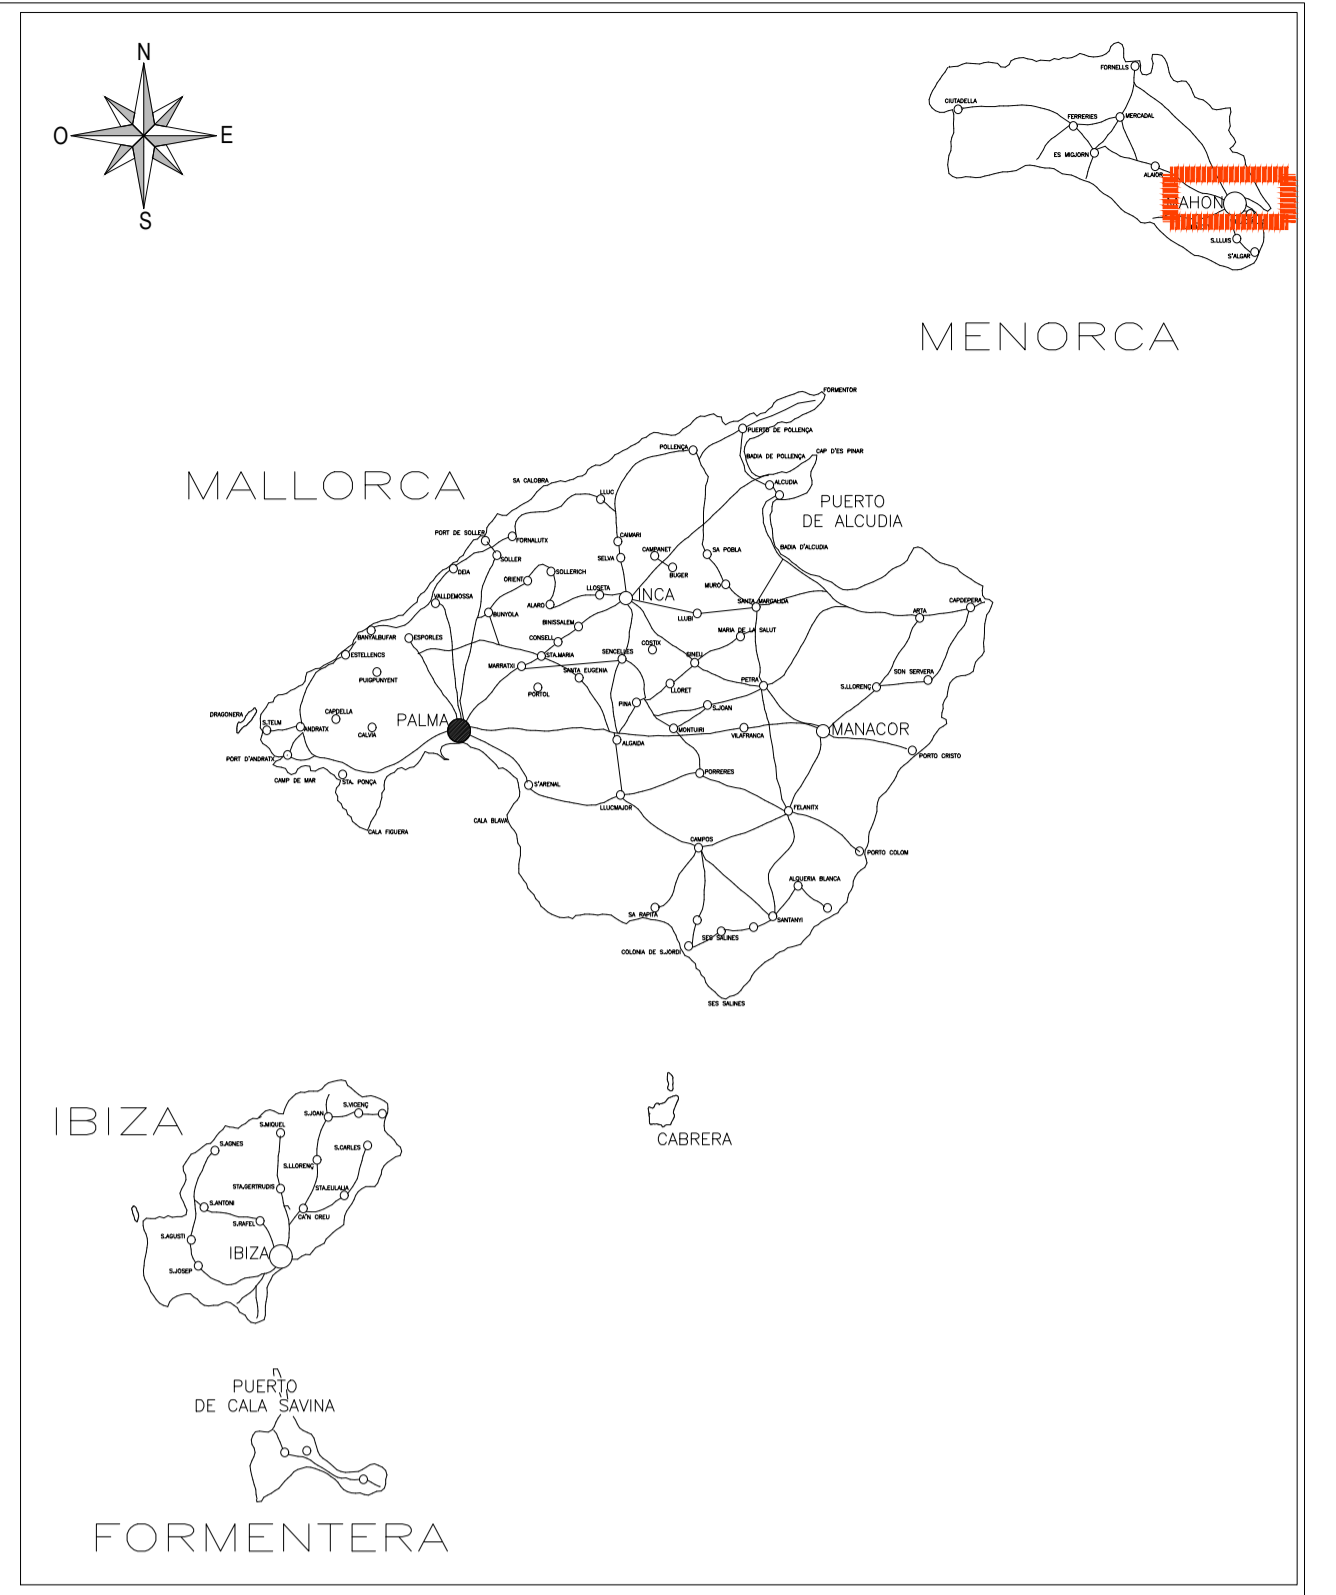 N
O
E
S
FORNELLS
CIUTADELLA
FERRERIES
MERCADAL
ES MIGJORN
ALAIOR
MAHON
S.LLUIS
S'ALGAR
MENORCA
FORMENTOR
PUERTO DE POLLENÇA
POLLENÇA
BADIA DE POLLENÇA
CAP D'ES PINAR
MALLORCA
SA CALOBRA
LLUC
ALCUDIA
PUERTO
DE ALCUDIA
PORT DE SOLLER
FORNALUTX
CAIMARI
BADIA D'ALCUDIA
SOLLER
SELVA
CAMPANET
SA POBLA
DEIA
ORIENT
SOLLERICH
BUGER
LLOSETA
MURO
INCA
VALLDEMOSSA
ALARO
SANTA MARGALIDA
CAPDEPERA
BUNYOLA
LLUBI
ARTA
BINISSALEM
BANYALBUFAR
ESPORLES
CONSELL
MARIA DE LA SALUT
COSTIX
ESTELLENCS
STA.MARIA
SENCELLES
SINEU
MARRATXI
SANTA EUGENIA
SON SERVERA
PUIGPUNYENT
PETRA
S.LLORENÇ
PORTOL
LLORET
PINA
S.JOAN
DRAGONERA
CAPDELLA
S.TELM
PALMA
ANDRATX
CALVIA
MONTUIRI
VILAFRANCA
MANACOR
ALGAIDA
PORT D'ANDRATX
PORTO CRISTO
CAMP DE MAR
STA. PONÇA
S'ARENAL
PORRERES
LLUCMAJOR
FELANITX
CALA BLAVA
CALA FIGUERA
CAMPOS
PORTO COLOM
ALQUERIA BLANCA
SA RAPITA
SANTANYI
SES SALINES
COLONIA DE S.JORDI
SES SALINES
CABRERA
IBIZA
S.VICENÇ
S.JOAN
S.MIQUEL
S.AGNES
S.CARLES
S.LLORENÇ
STA.GERTRUDIS
STA.EULALIA
S.ANTONI
CA'N CREU
S.RAFEL
S.AGUSTI
IBIZA
S.JOSEP
PUERTO
DE CALA SAVINA
FORMENTERA